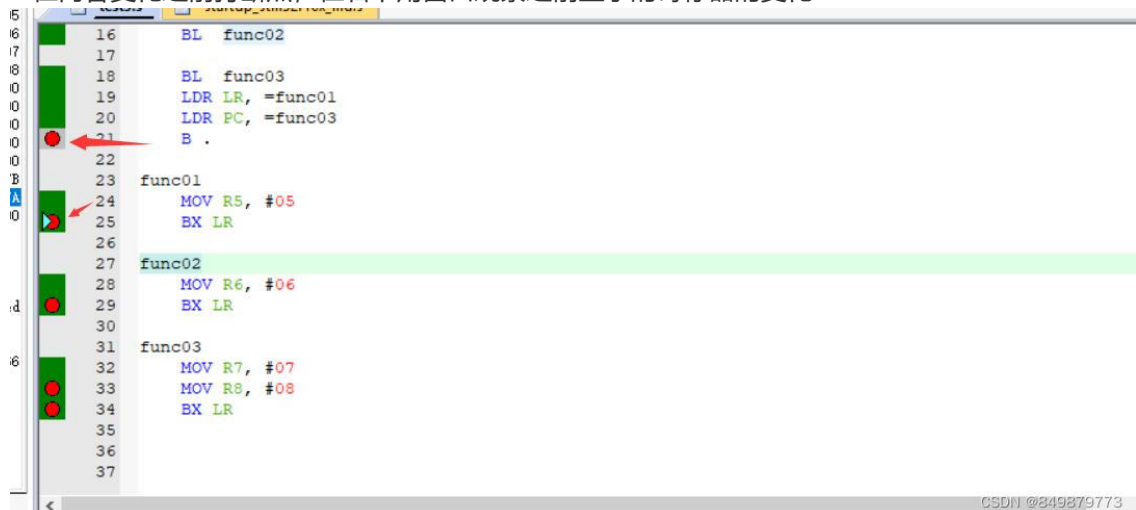 16 BL func02
17
18 BL func03
19 LDR LR, =func01
20 LDR PC, =func03
21 B .
22
23 func01
24 MOV R5, #05
25 BX LR
26
27 func02
28 MOV R6, #06
29 BX LR
30
31 func03
32 MOV R7, #07
33 MOV R8, #08
34 BX LR
35
36
37
CSDN @849879773